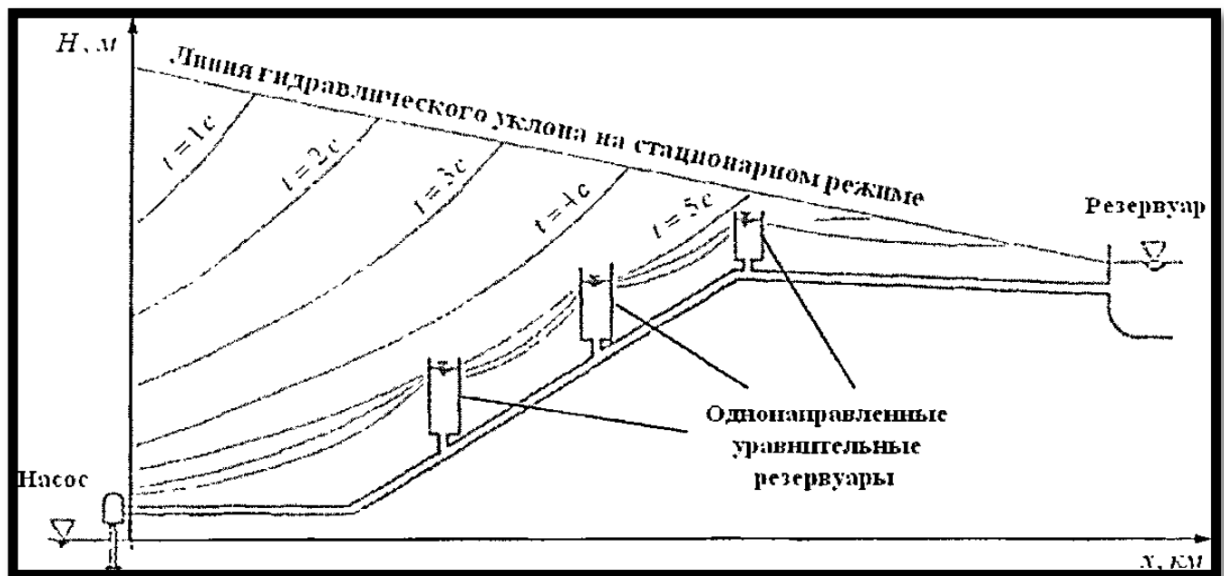 H, м
Линия гидравлического уклона на стационарном режиме
t = 1c
t = 2c
t = 3c
t = 4c
t = 5c
Резервуар
Однонаправленные
уравнительные
резервуары
Насос
x, км